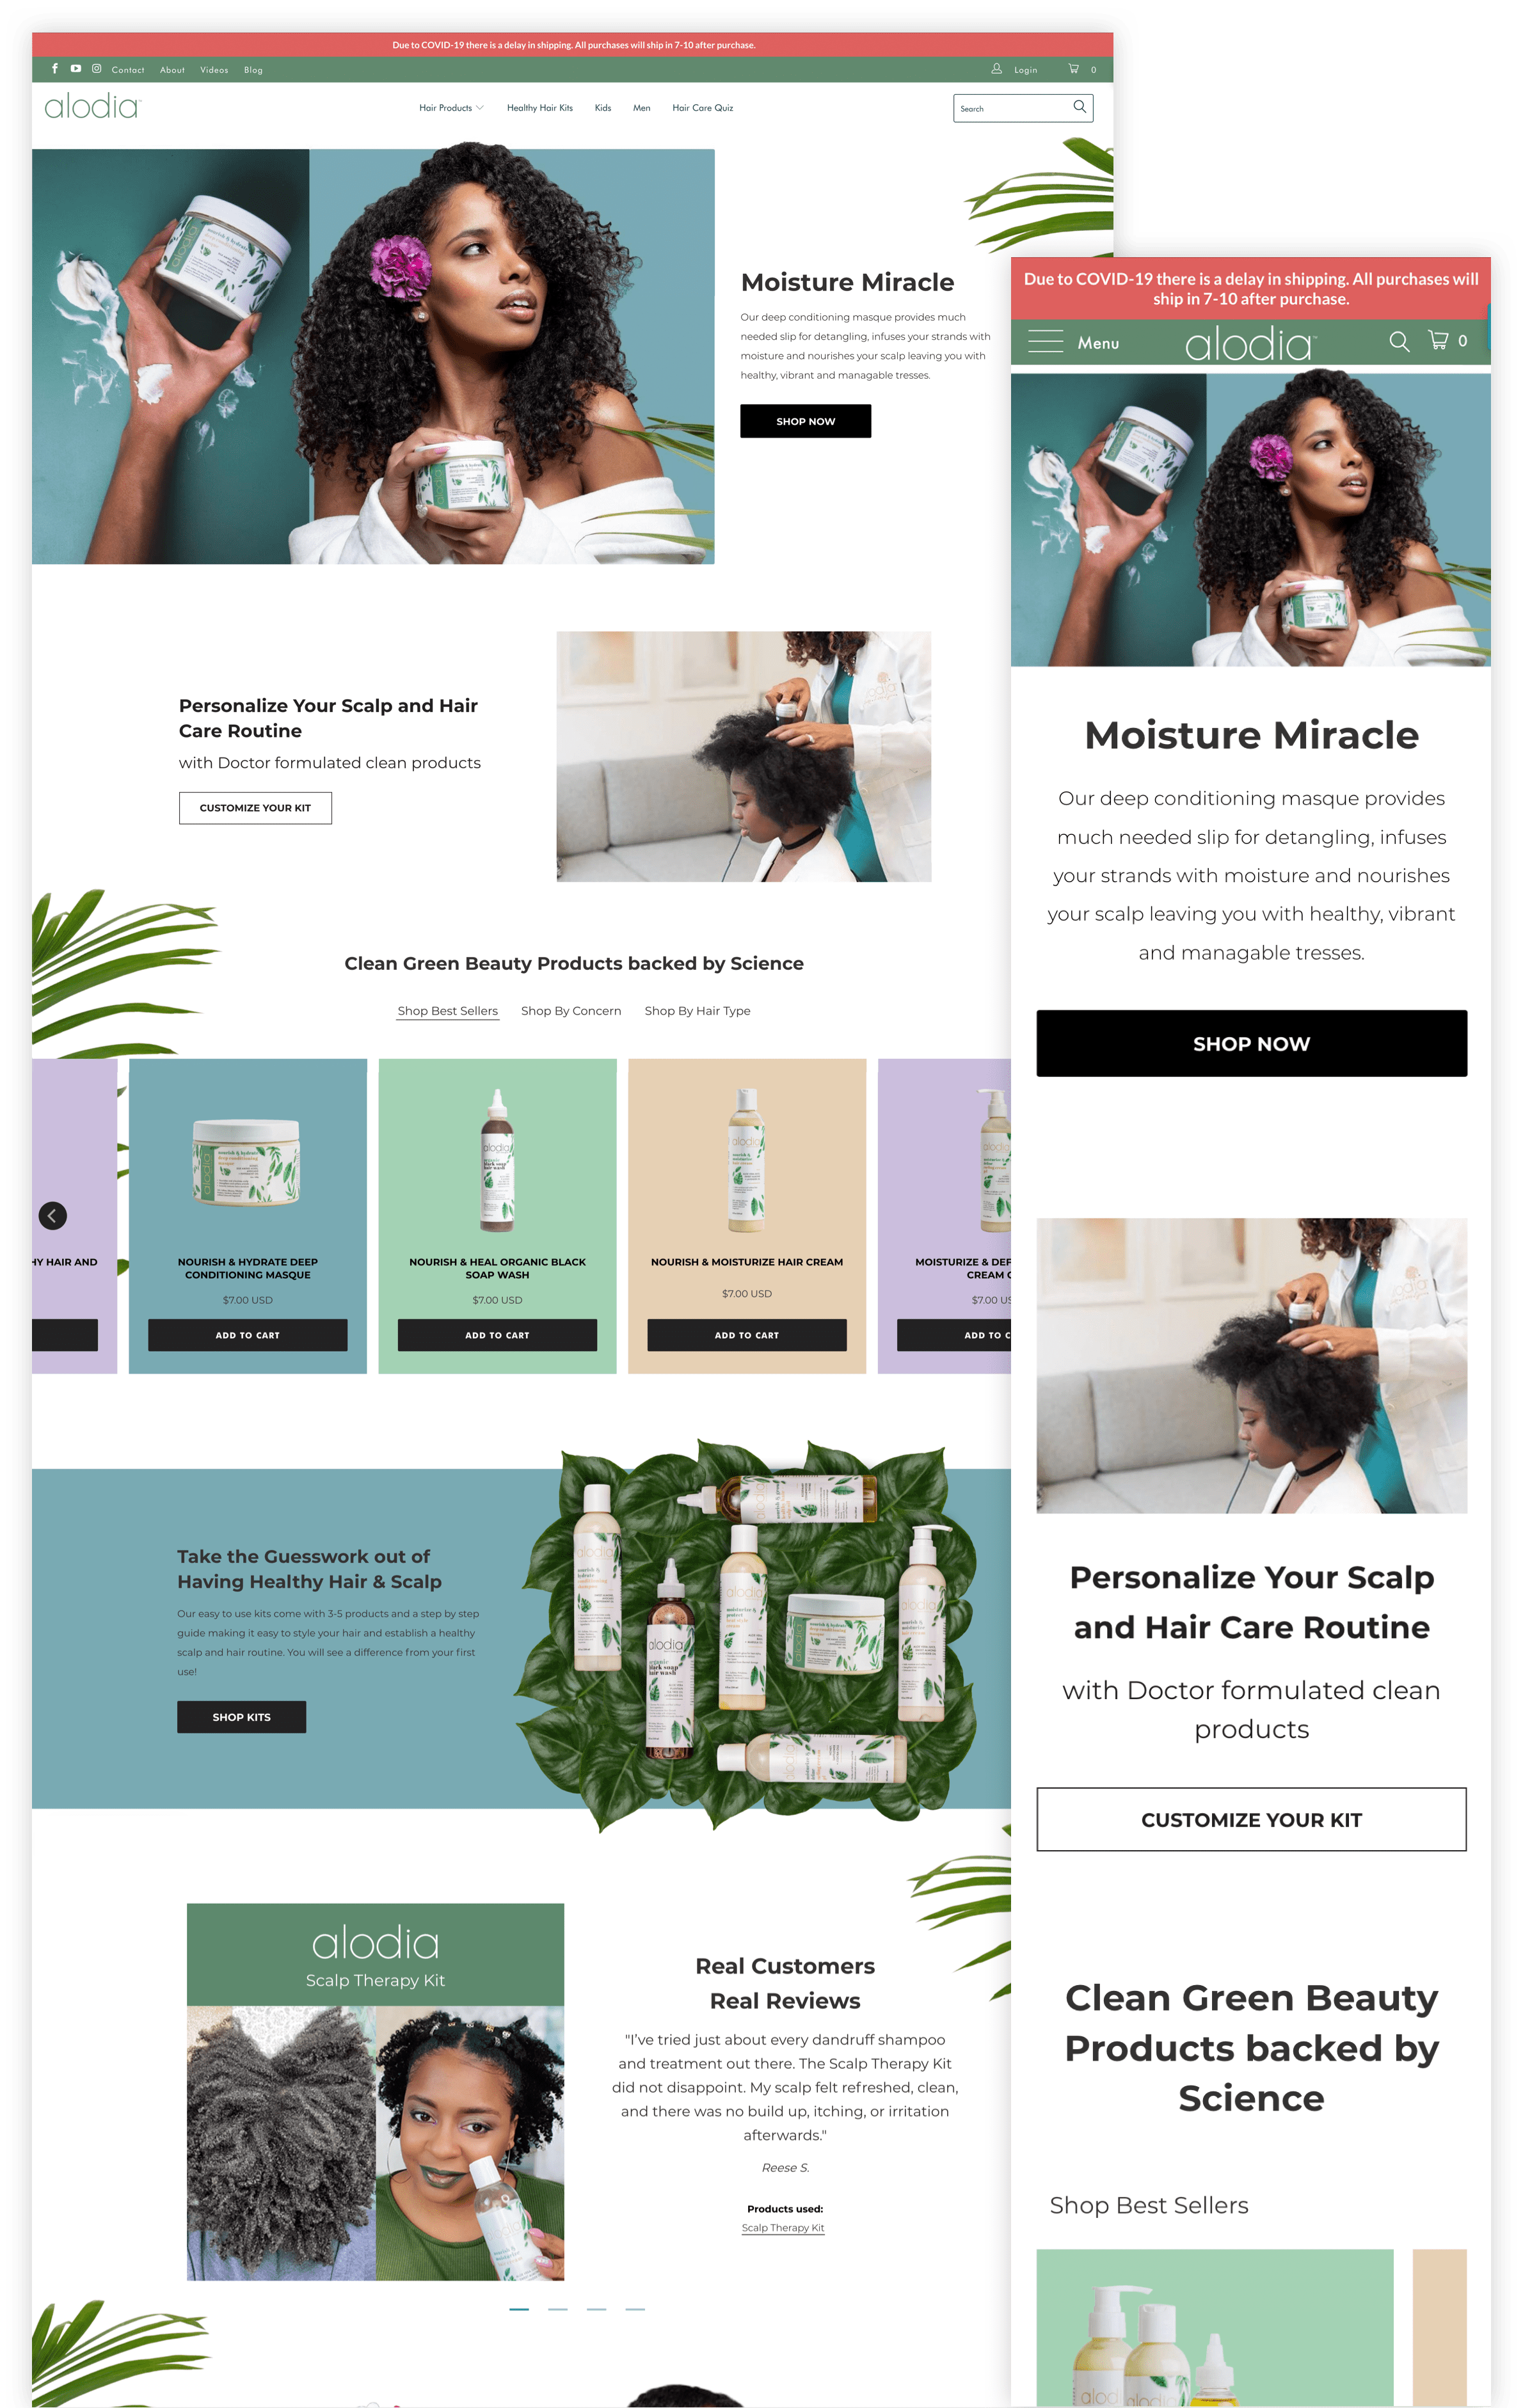 Due to COVID-19 there is a delay in shipping. All purchases will ship in 7-10 after purchase.
Contact About Videos Blog Login 0
alodia
Hair Products Healthy Hair Kits Kids Men Hair Care Quiz Search
Moisture Miracle
Our deep conditioning masque provides much
needed slip for detangling, infuses your strands with
moisture and nourishes your scalp leaving you with
healthy, vibrant and managable tresses.
SHOP NOW
Personalize Your Scalp and Hair
Care Routine
with Doctor formulated clean products
CUSTOMIZE YOUR KIT
Clean Green Beauty Products backed by Science
Shop Best Sellers Shop By Concern Shop By Hair Type
HY HAIR AND
NOURISH & HYDRATE DEEP
CONDITIONING MASQUE
$7.00 USD
ADD TO CART
NOURISH & HEAL ORGANIC BLACK
SOAP WASH
$7.00 USD
ADD TO CART
NOURISH & MOISTURIZE HAIR CREAM
$7.00 USD
ADD TO CART
MOISTURIZE & DEF
CREAM
$7.00 US
ADD TO C
Take the Guesswork out of
Having Healthy Hair & Scalp
Our easy to use kits come with 3-5 products and a step by step
guide making it easy to style your hair and establish a healthy
scalp and hair routine. You will see a difference from your first
use!
SHOP KITS
alodia
Scalp Therapy Kit
Real Customers
Real Reviews
"I've tried just about every dandruff shampoo
and treatment out there. The Scalp Therapy Kit
did not disappoint. My scalp felt refreshed, clean,
and there was no build up, itching, or irritation
afterwards."
Reese S.
Products used:
Scalp Therapy Kit
Due to COVID-19 there is a delay in shipping. All purchases will
ship in 7-10 after purchase.
Menu alodia 0
Moisture Miracle
Our deep conditioning masque provides
much needed slip for detangling, infuses
your strands with moisture and nourishes
your scalp leaving you with healthy, vibrant
and managable tresses.
SHOP NOW
Personalize Your Scalp
and Hair Care Routine
with Doctor formulated clean
products
CUSTOMIZE YOUR KIT
Clean Green Beauty
Products backed by
Science
Shop Best Sellers